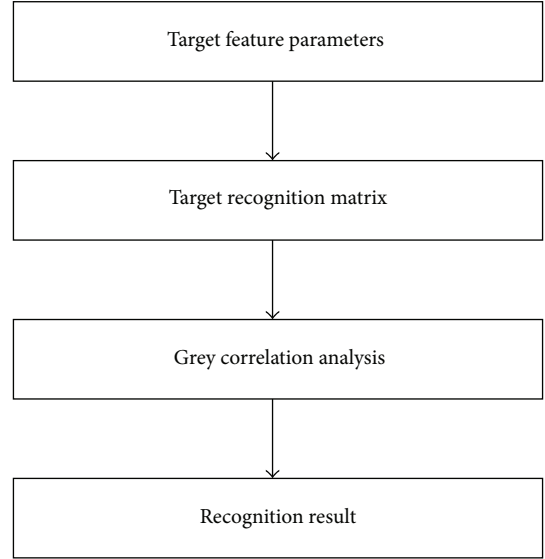 Target feature parameters
Target recognition matrix
Grey correlation analysis
Recognition result